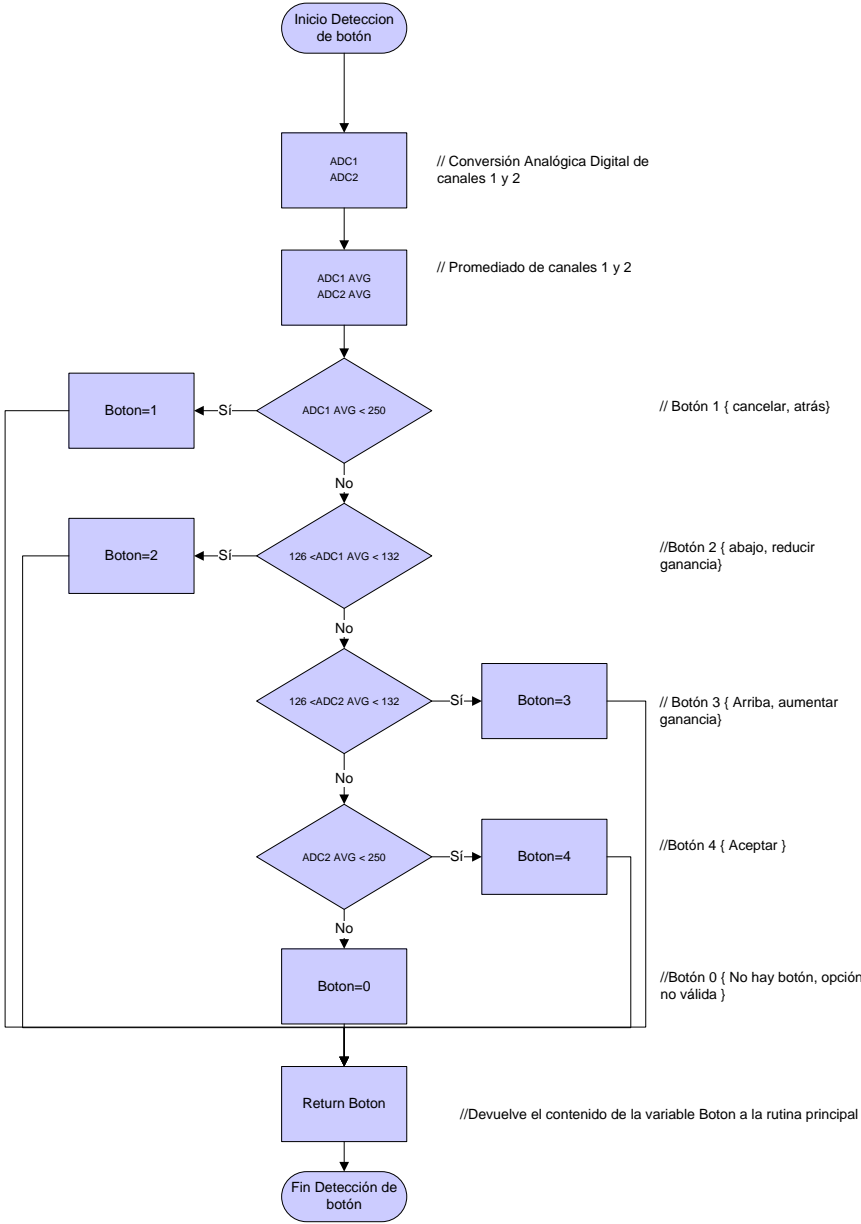 Inicio Deteccion
de botón
ADC1
ADC2
// Conversión Analógica Digital de
canales 1 y 2
ADC1 AVG
ADC2 AVG
// Promediado de canales 1 y 2
Boton=1
Sí
ADC1 AVG < 250
// Botón 1 { cancelar, atrás}
No
Boton=2
Sí
126 <ADC1 AVG < 132
//Botón 2 { abajo, reducir
ganancia}
No
126 <ADC2 AVG < 132
Sí
Boton=3
// Botón 3 { Arriba, aumentar
ganancia}
No
ADC2 AVG < 250
Sí
Boton=4
//Botón 4 { Aceptar }
No
Boton=0
//Botón 0 { No hay botón, opción
no válida }
Return Boton
//Devuelve el contenido de la variable Boton a la rutina principal
Fin Detección de
botón